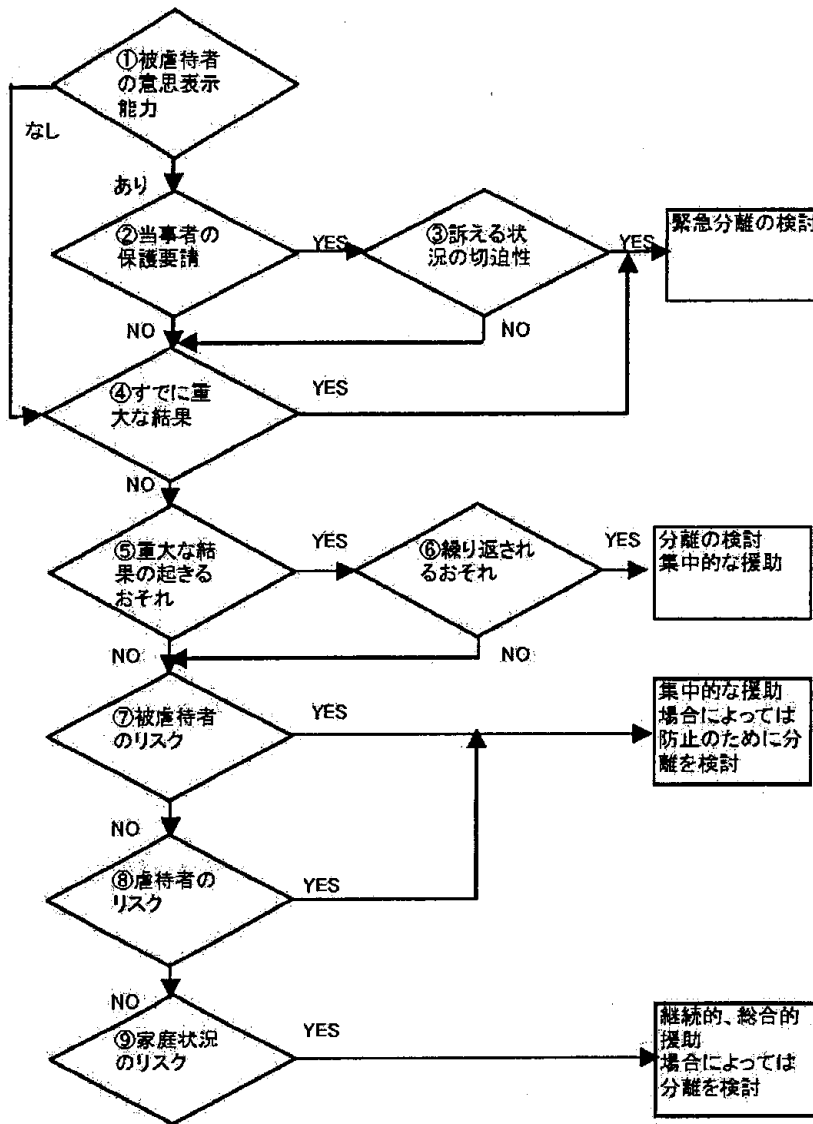 ①被虐待者
の意思表示
能力
なし
あり
②当事者の
保護要請
YES
③訴える状
況の切迫性
YES
緊急分離の検討
NO
NO
④すでに重
大な結果
YES
NO
⑤重大な結
果の起きる
おそれ
YES
⑥繰り返され
るおそれ
YES
分離の検討
集中的な援助
NO
NO
⑦被虐待者
のリスク
YES
集中的な援助
場合によっては
防止のために分
離を検討
NO
⑧虐待者の
リスク
YES
NO
⑨家庭状況
のリスク
YES
継続的、総合的
援助
場合によっては
分離を検討